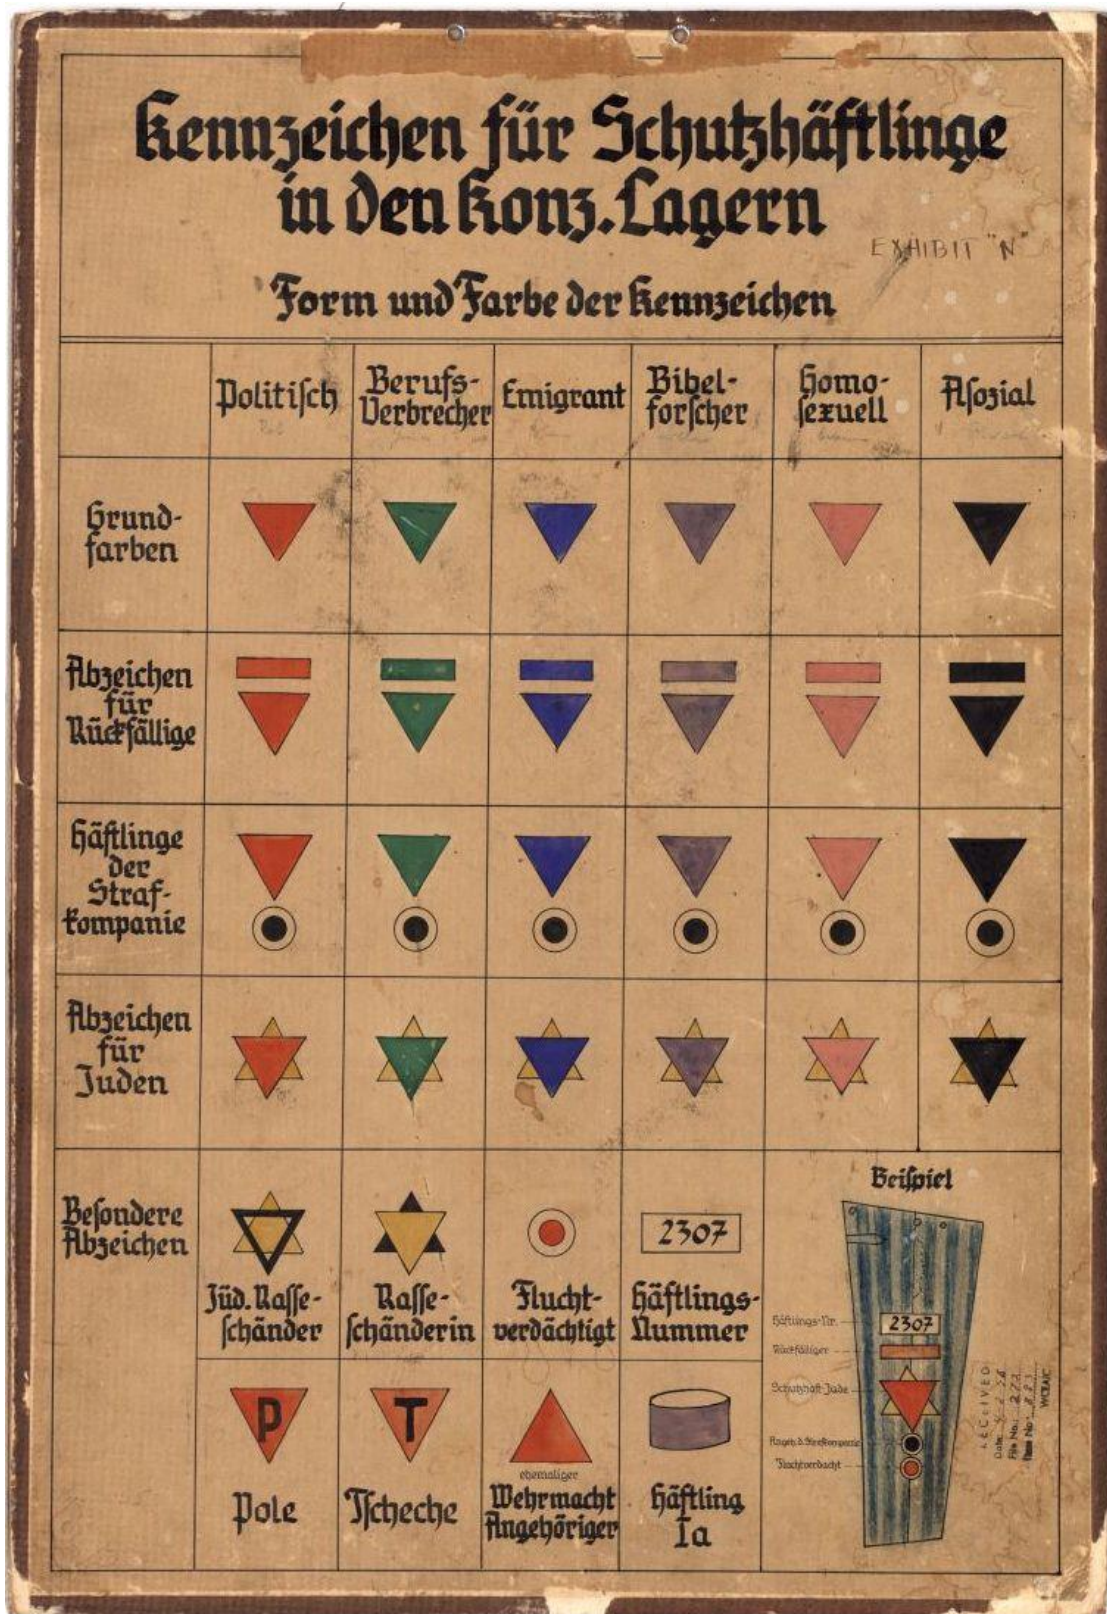 Kennzeichen für Schutzhäftlinge
in den Konz. Lagern
EXHIBIT "N"
Form und Farbe der Kennzeichen
Politisch
Berufs-
Verbrecher
Emigrant
Bibel-
forscher
Homo-
sexuell
Asozial
Grund-
farben
Abzeichen
für
Rückfällige
Häftlinge
der
Straf-
kompanie
Abzeichen
für
Juden
Besondere
Abzeichen
Jüd. Rasse-
schänder
Rasse-
schänderin
Flucht-
verdächtigt
2307
Häftlings-
Nummer
P
Pole
T
Tscheche
ehemaliger
Wehrmacht
Angehöriger
Häftling
Ia
Beispiel
2307
Häftlings-Nr.
Rückfälliger
Schutzhaft-Jude
Angeh. d. Strafkompanie
Fluchtverdacht
RECEIVED
Date:
File No: